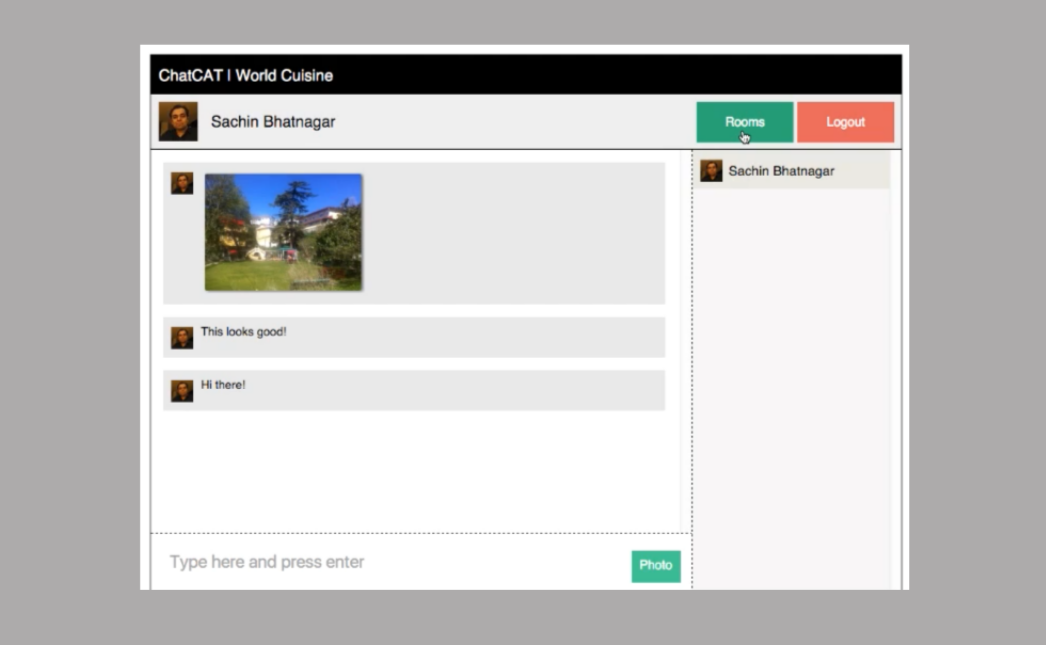 ChatCAT | World Cuisine
Sachin Bhatnagar
Rooms
Logout
Sachin Bhatnagar
This looks good!
Hi there!
Type here and press enter
Photo